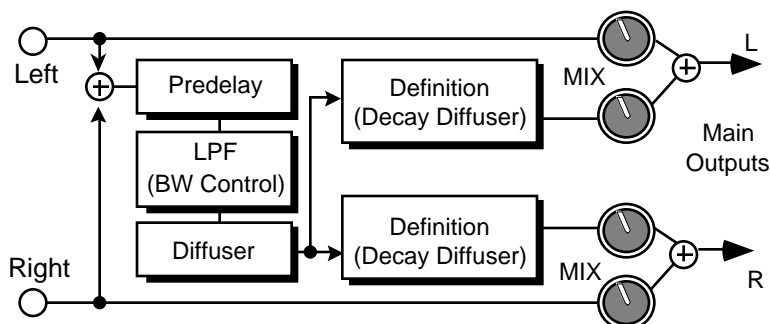 Left
Predelay
LPF
(BW Control)
Diffuser
Definition
(Decay Diffuser)
MIX
L
Main
Outputs
Right
Definition
(Decay Diffuser)
MIX
R